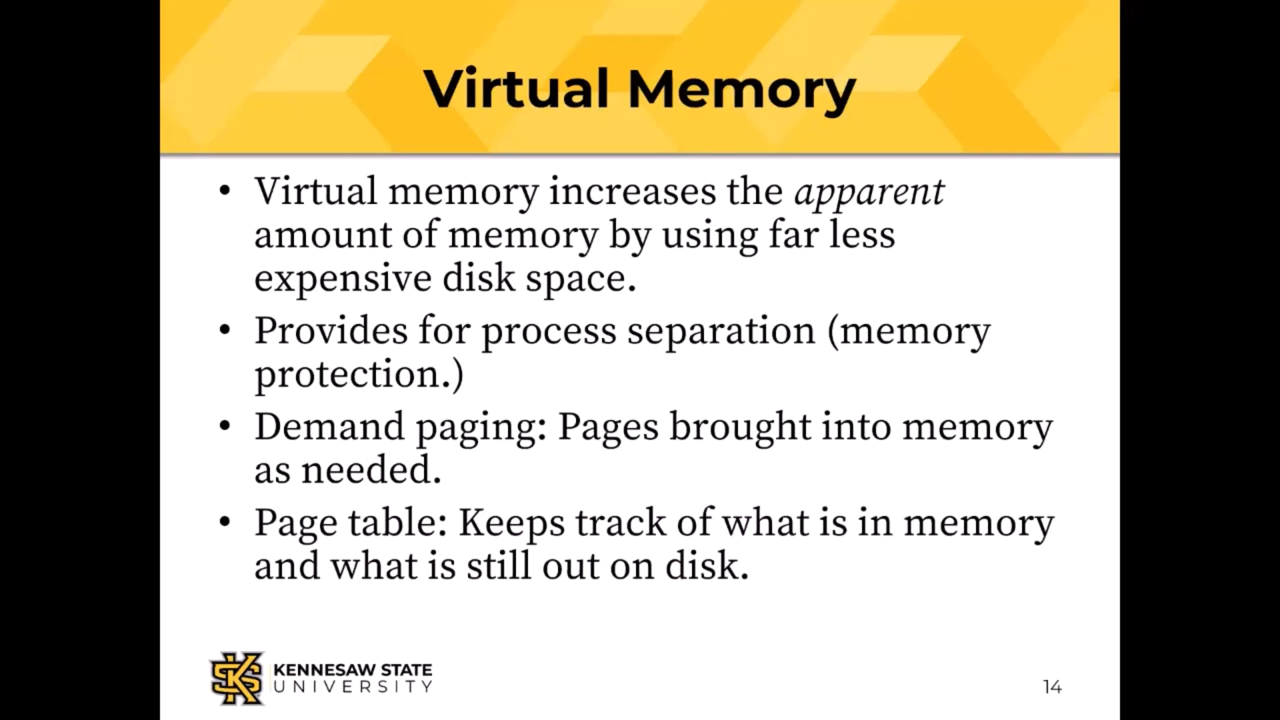 Virtual Memory
• Virtual memory increases the apparent
amount of memory by using far less
expensive disk space.
• Provides for process separation (memory
protection.)
• Demand paging: Pages brought into memory
as needed.
• Page table: Keeps track of what is in memory
and what is still out on disk.
KS
KENNESAW STATE
UNIVERSITY
14